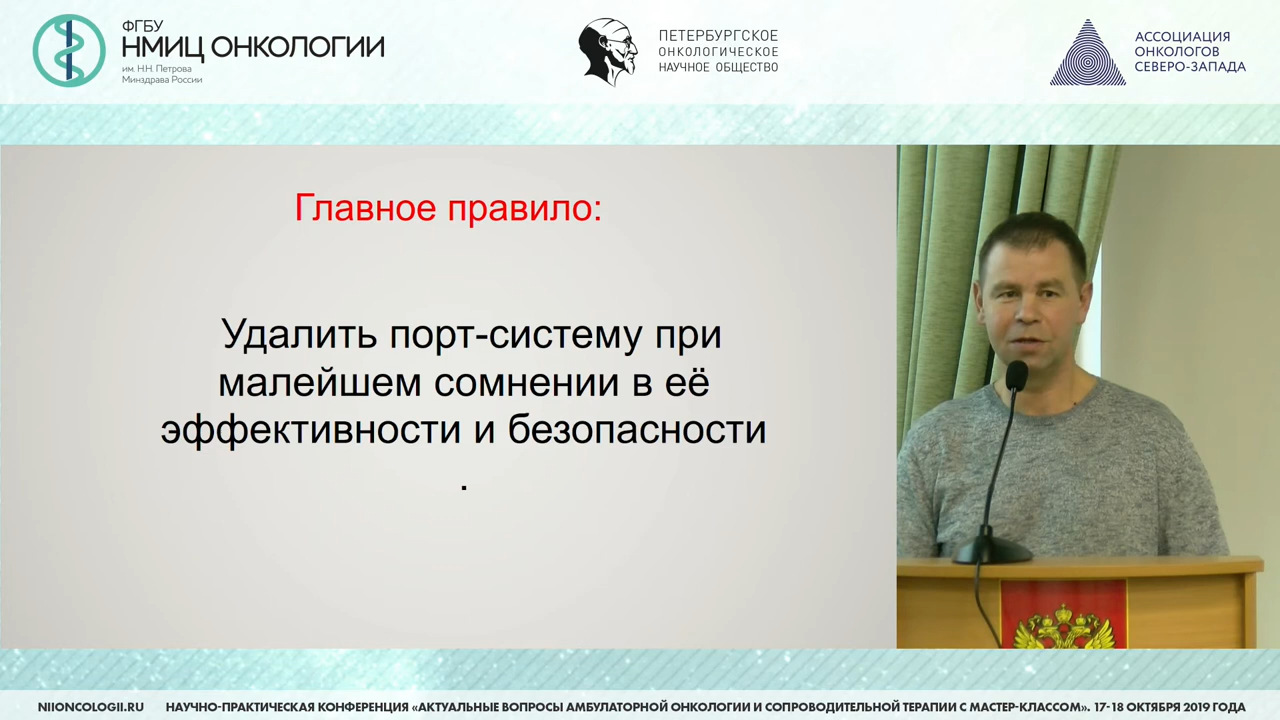 ФГБУ
НМИЦ ОНКОЛОГИИ
им. Н.Н. Петрова
Минздрава России
ПЕТЕРБУРГСКОЕ
ОНКОЛОГИЧЕСКОЕ
НАУЧНОЕ ОБЩЕСТВО
АССОЦИАЦИЯ
ОНКОЛОГОВ
СЕВЕРО-ЗАПАДА
Главное правило:
Удалить порт-систему при
малейшем сомнении в её
эффективности и безопасности
.
NIIONCOLOGII.RU НАУЧНО-ПРАКТИЧЕСКАЯ КОНФЕРЕНЦИЯ «АКТУАЛЬНЫЕ ВОПРОСЫ АМБУЛАТОРНОЙ ОНКОЛОГИИ И СОПРОВОДИТЕЛЬНОЙ ТЕРАПИИ С МАСТЕР-КЛАССОМ». 17-18 ОКТЯБРЯ 2019 ГОДА